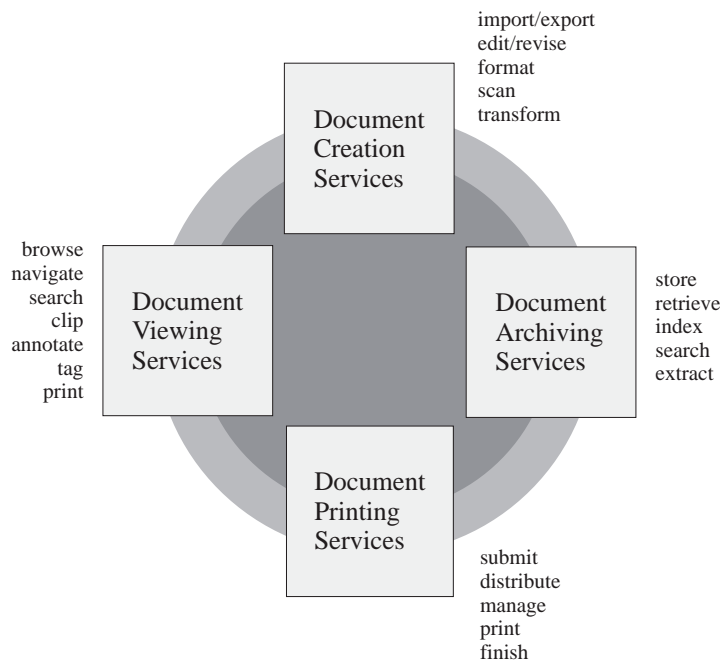 import/export
edit/revise
format
scan
transform
Document
Creation
Services
browse
navigate
search
clip
annotate
tag
print
Document
Viewing
Services
Document
Archiving
Services
store
retrieve
index
search
extract
Document
Printing
Services
submit
distribute
manage
print
finish